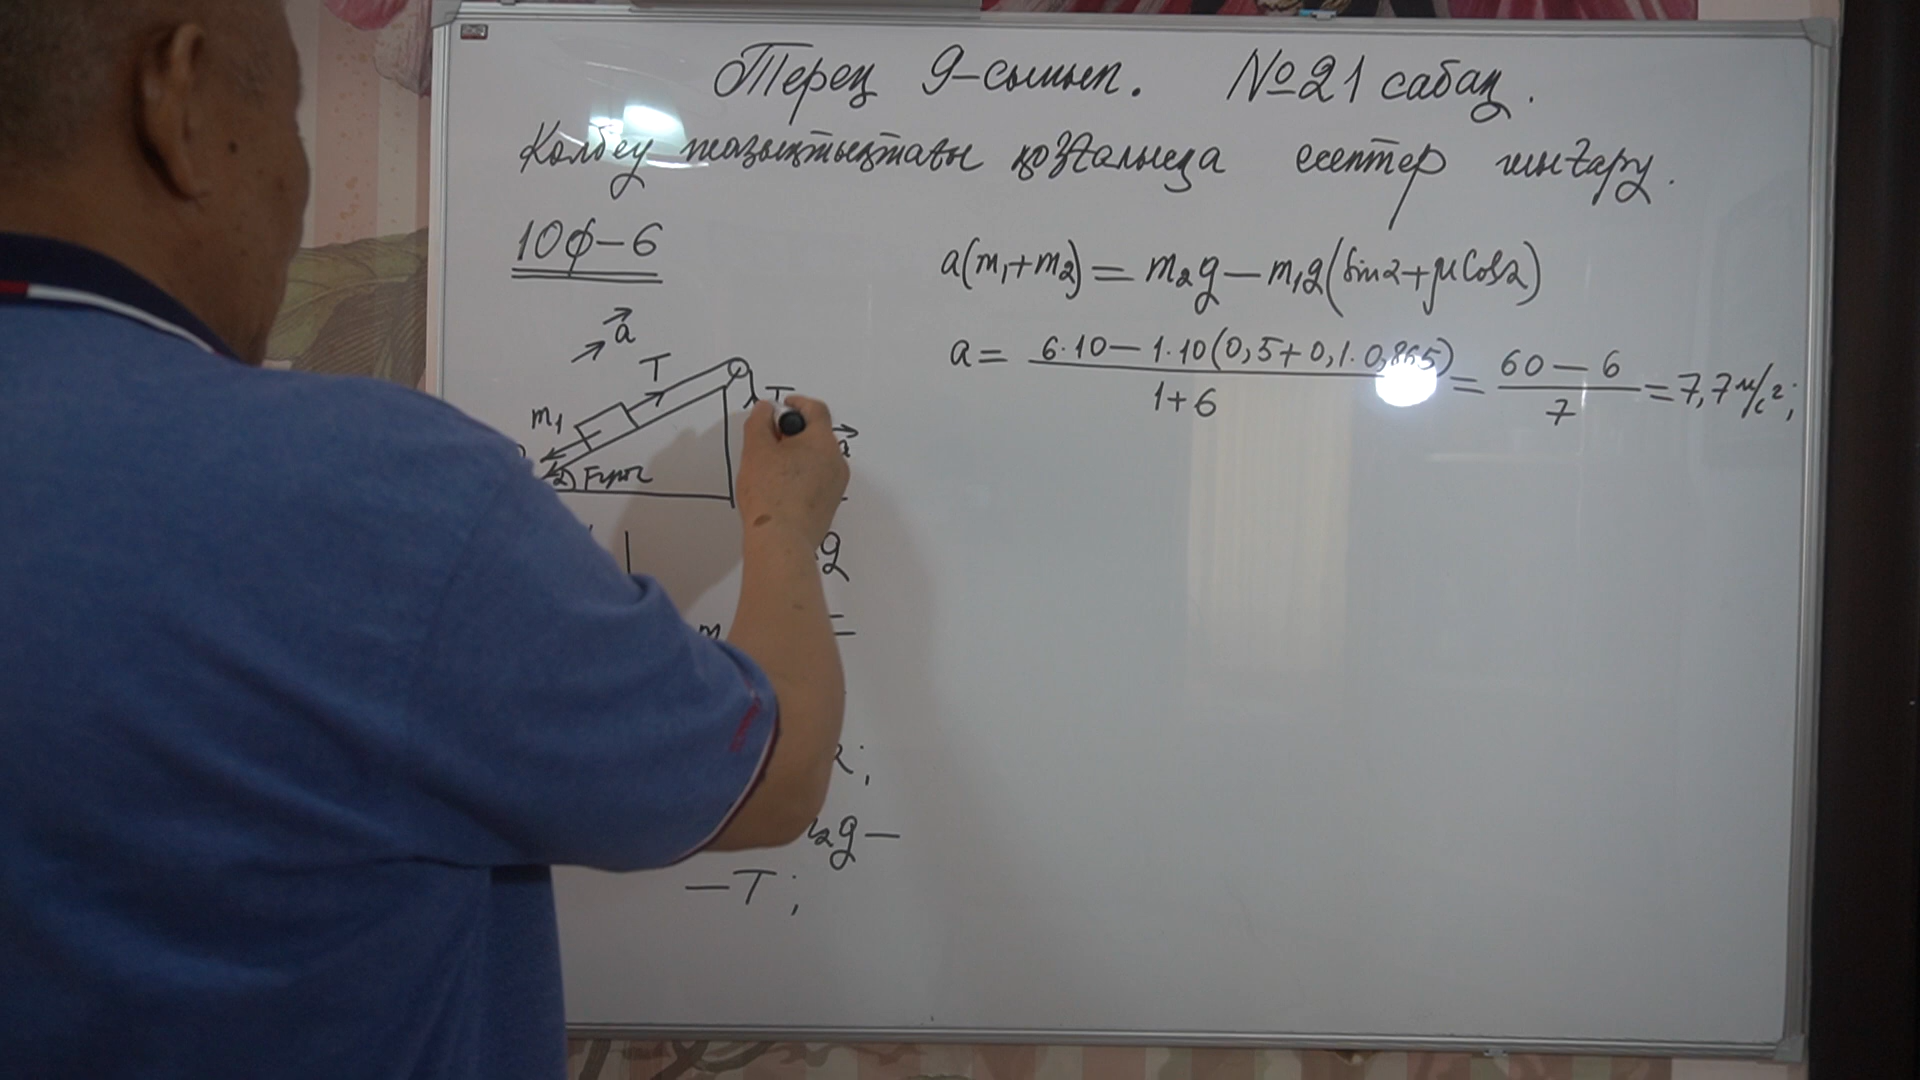 Терең 9-сынып. №21 сабақ.
Көлбеу жазықтықтағы қозғалысқа есептер шығару.
10ф-6
a(m₁+m₂) = m₂g – m₁g(Sinα+μCosα)
a = (6·10 – 1·10(0,5+0,1·0,865))/(1+6) = (60 – 6)/7 = 7,7 м/с²;
a
T
T
m₁
α
Fүйк
g
m
=
₂g –
– T;